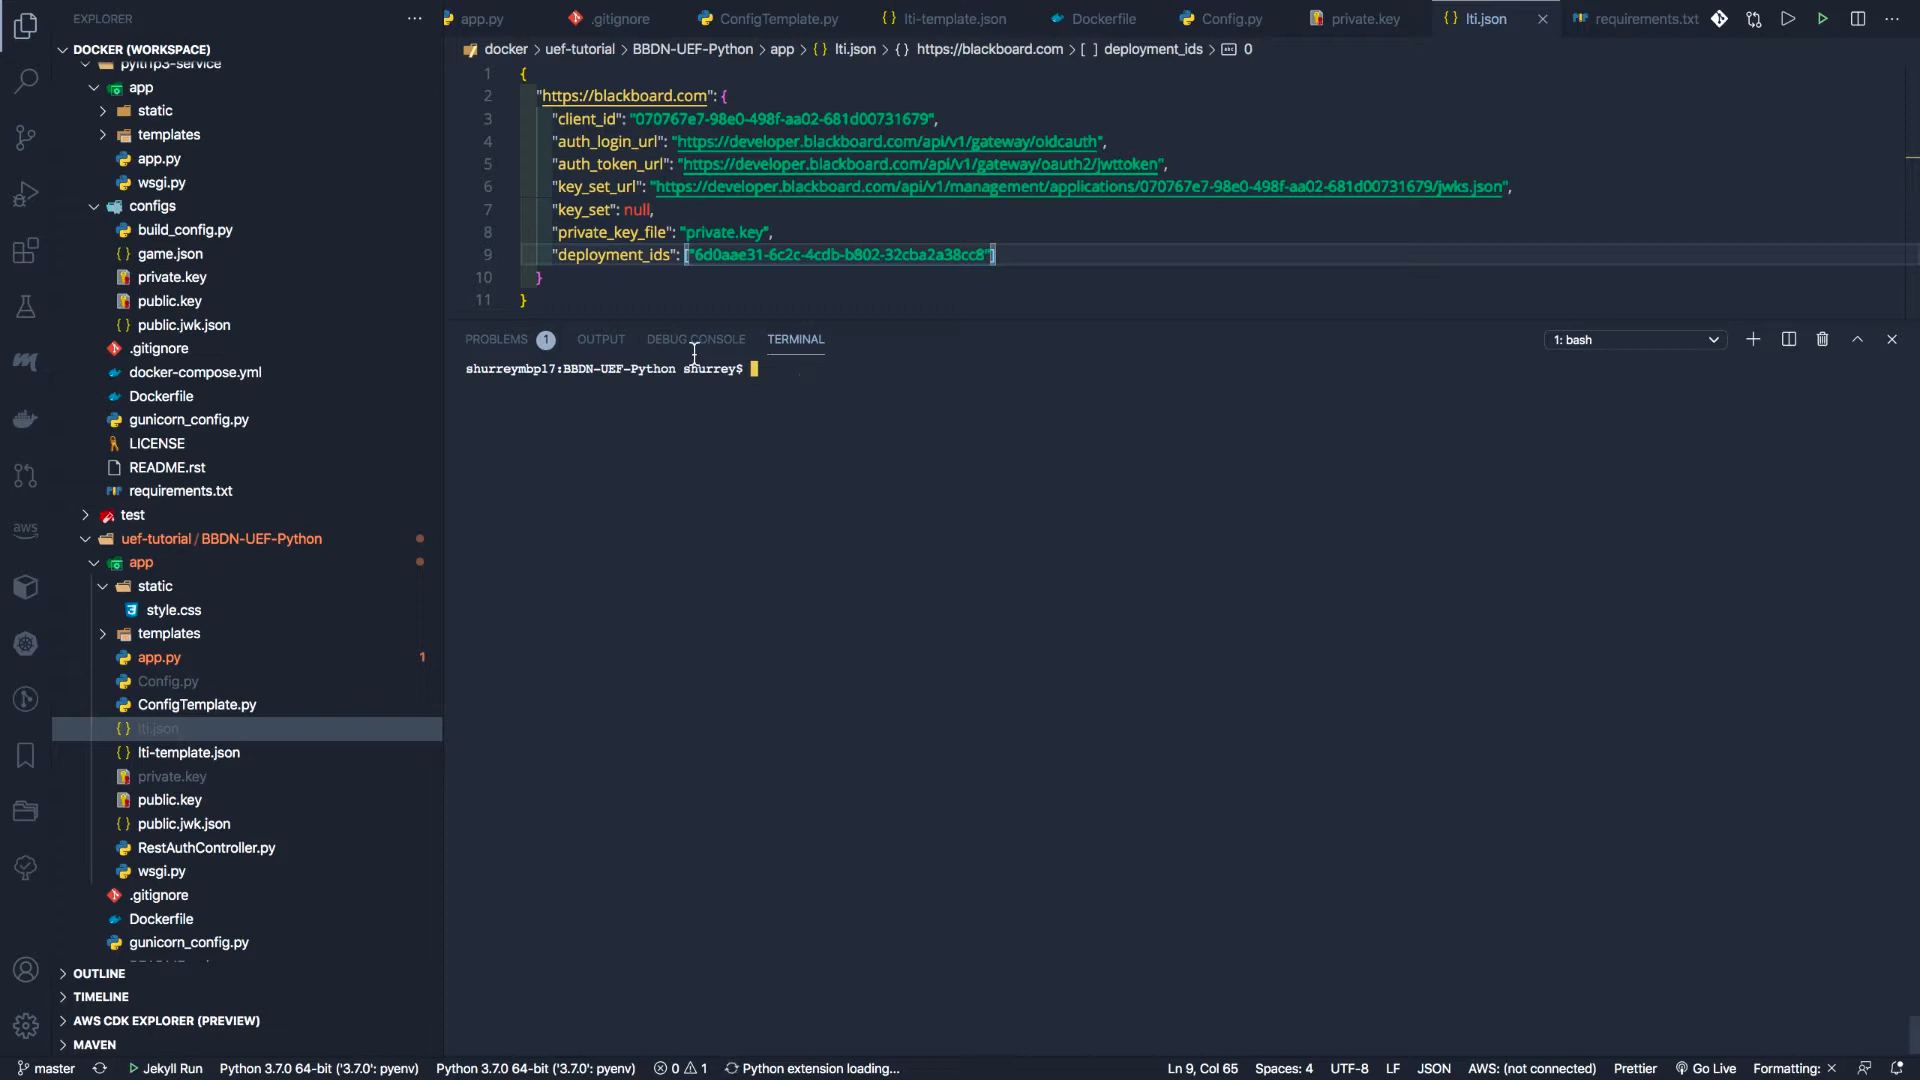 EXPLORER
DOCKER (WORKSPACE)
pylti1p3-service
app
static
templates
app.py
wsgi.py
configs
build_config.py
game.json
private.key
public.key
public.jwk.json
.gitignore
docker-compose.yml
Dockerfile
gunicorn_config.py
LICENSE
README.rst
requirements.txt
test
uef-tutorial / BBDN-UEF-Python
app
static
style.css
templates
app.py 1
Config.py
ConfigTemplate.py
lti.json
lti-template.json
private.key
public.key
public.jwk.json
RestAuthController.py
wsgi.py
.gitignore
Dockerfile
gunicorn_config.py
OUTLINE
TIMELINE
AWS CDK EXPLORER (PREVIEW)
MAVEN
aws
app.py .gitignore ConfigTemplate.py lti-template.json Dockerfile Config.py private.key lti.json requirements.txt
docker > uef-tutorial > BBDN-UEF-Python > app > {} lti.json > {} https://blackboard.com > [ ] deployment_ids > 0
1 {
2 "https://blackboard.com": {
3 "client_id": "070767e7-98e0-498f-aa02-681d00731679",
4 "auth_login_url": "https://developer.blackboard.com/api/v1/gateway/oidcauth",
5 "auth_token_url": "https://developer.blackboard.com/api/v1/gateway/oauth2/jwttoken",
6 "key_set_url": "https://developer.blackboard.com/api/v1/management/applications/070767e7-98e0-498f-aa02-681d00731679/jwks.json",
7 "key_set": null,
8 "private_key_file": "private.key",
9 "deployment_ids": ["6d0aae31-6c2c-4cdb-b802-32cba2a38cc8"]
10 }
11 }
PROBLEMS 1 OUTPUT DEBUG CONSOLE TERMINAL 1: bash
shurreymbp17:BBDN-UEF-Python shurrey$
master Jekyll Run Python 3.7.0 64-bit ('3.7.0': pyenv) Python 3.7.0 64-bit ('3.7.0': pyenv) 0 1 Python extension loading... Ln 9, Col 65 Spaces: 4 UTF-8 LF JSON AWS: (not connected) Prettier Go Live Formatting: ×